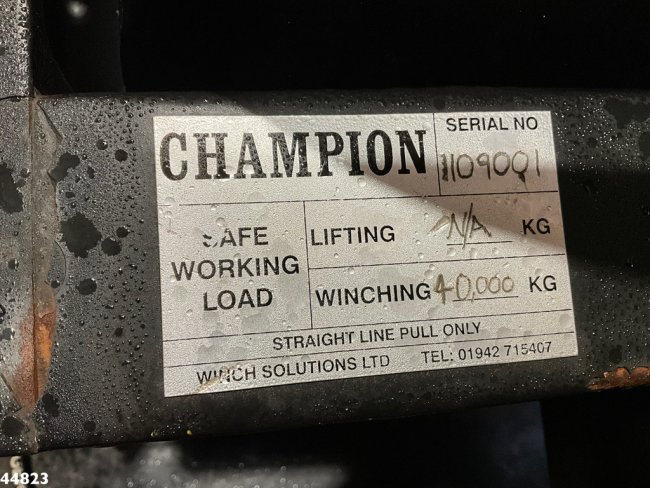 CHAMPION
SERIAL NO
1109001
SAFE
WORKING
LOAD
LIFTING N/A KG
WINCHING 40,000 KG
STRAIGHT LINE PULL ONLY
WINCH SOLUTIONS LTD TEL: 01942 715407
44823